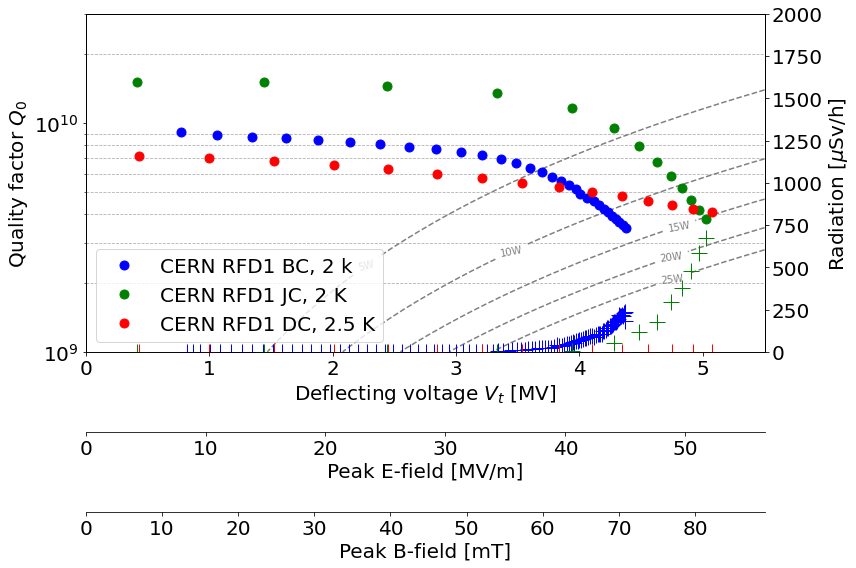 2000
1750
1500
1250
1000
750
500
250
0
Radiation [μSv/h]
Quality factor Q₀
10¹⁰
10⁹
5W
10W
15W
20W
25W
CERN RFD1 BC, 2 k
CERN RFD1 JC, 2 K
CERN RFD1 DC, 2.5 K
0 1 2 3 4 5
Deflecting voltage Vₜ [MV]
0 10 20 30 40 50
Peak E-field [MV/m]
0 10 20 30 40 50 60 70 80
Peak B-field [mT]